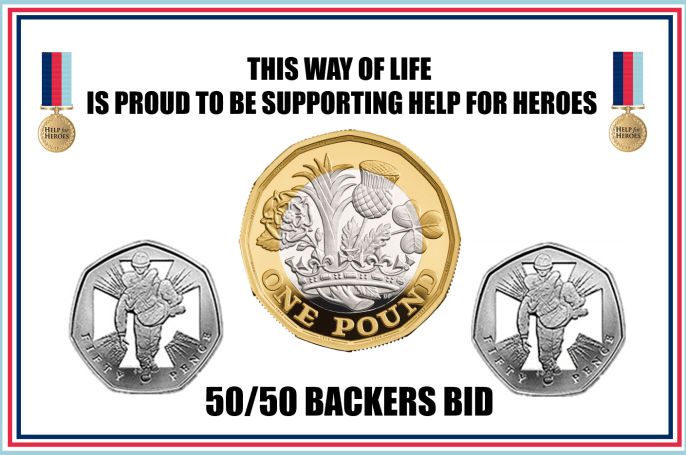 THIS WAY OF LIFE
IS PROUD TO BE SUPPORTING HELP FOR HEROES
HELP for
HEROES
HELP for
HEROES
ONE POUND
FIFTY PENCE
FIFTY PENCE
50/50 BACKERS BID